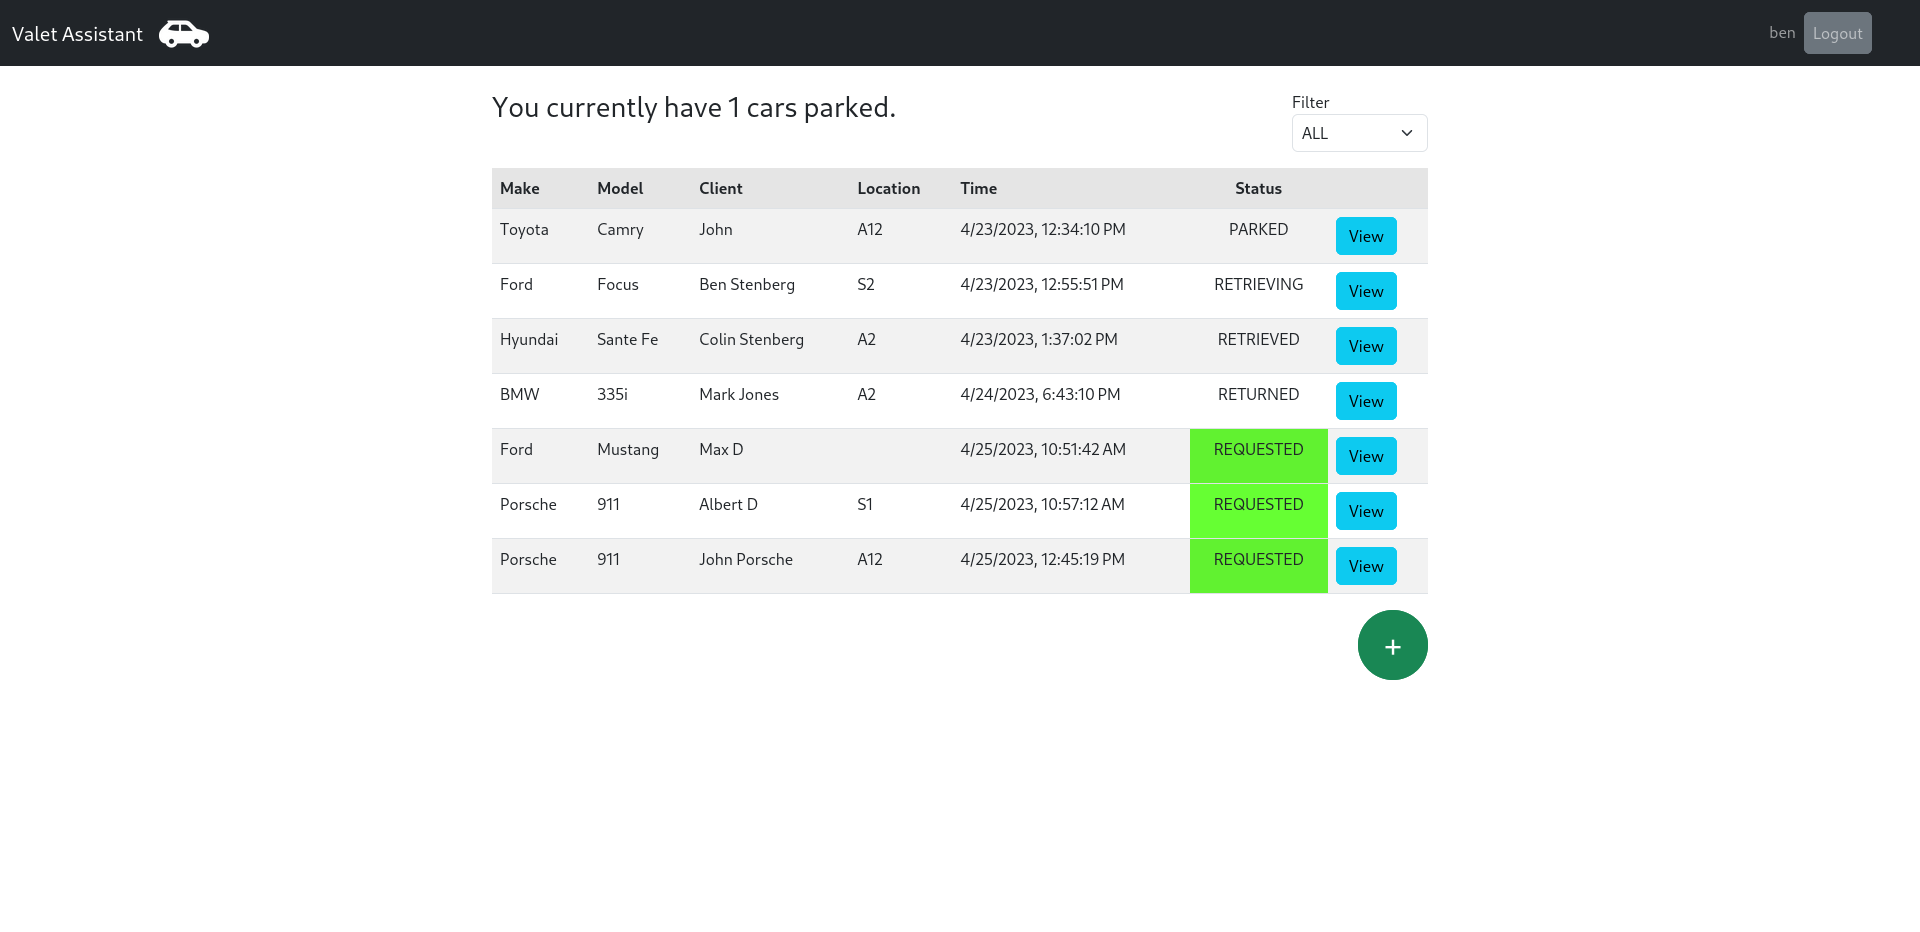 Valet Assistant
ben Logout
You currently have 1 cars parked.
Filter
ALL
Make Model Client Location Time Status
Toyota Camry John A12 4/23/2023, 12:34:10 PM PARKED View
Ford Focus Ben Stenberg S2 4/23/2023, 12:55:51 PM RETRIEVING View
Hyundai Sante Fe Colin Stenberg A2 4/23/2023, 1:37:02 PM RETRIEVED View
BMW 335i Mark Jones A2 4/24/2023, 6:43:10 PM RETURNED View
Ford Mustang Max D 4/25/2023, 10:51:42 AM REQUESTED View
Porsche 911 Albert D S1 4/25/2023, 10:57:12 AM REQUESTED View
Porsche 911 John Porsche A12 4/25/2023, 12:45:19 PM REQUESTED View
+